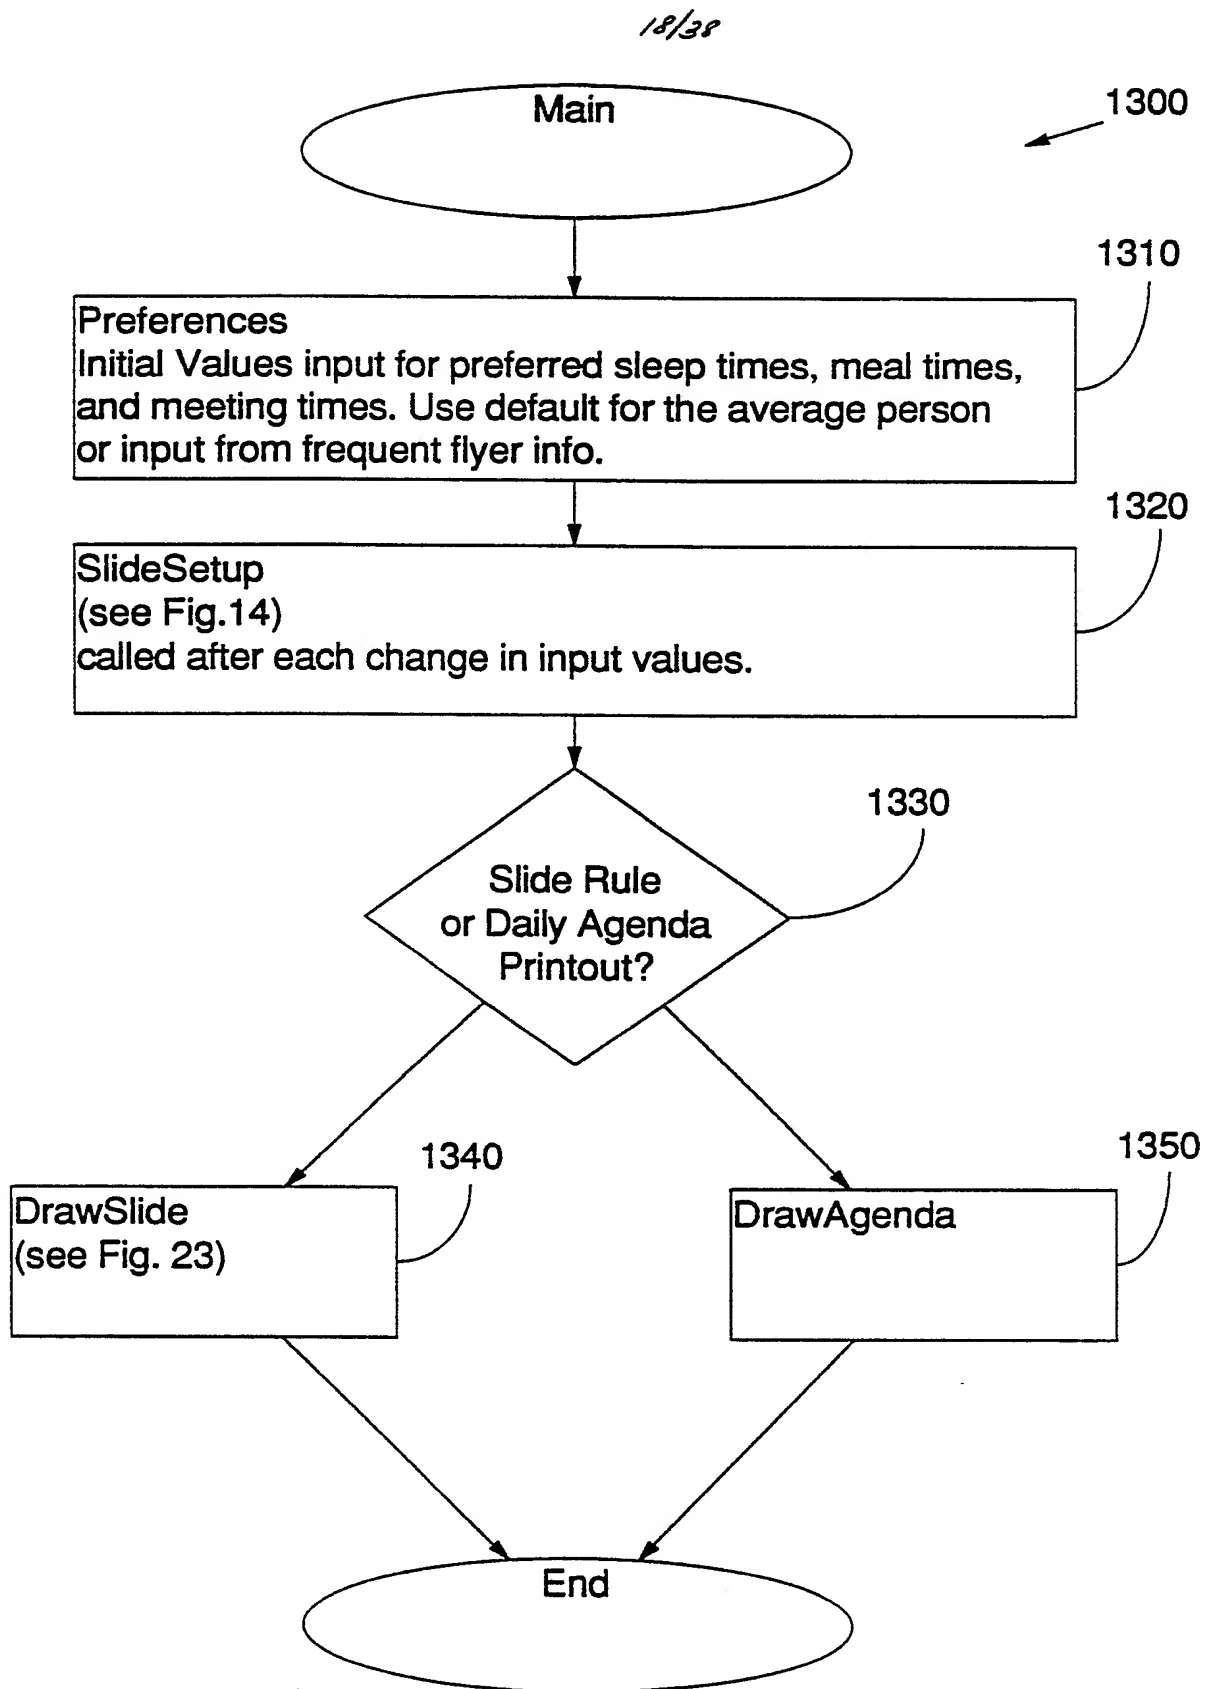 18/38
Main
1300
1310
Preferences
Initial Values input for preferred sleep times, meal times,
and meeting times. Use default for the average person
or input from frequent flyer info.
1320
SlideSetup
(see Fig.14)
called after each change in input values.
1330
Slide Rule
or Daily Agenda
Printout?
1340
1350
DrawSlide
(see Fig. 23)
DrawAgenda
End